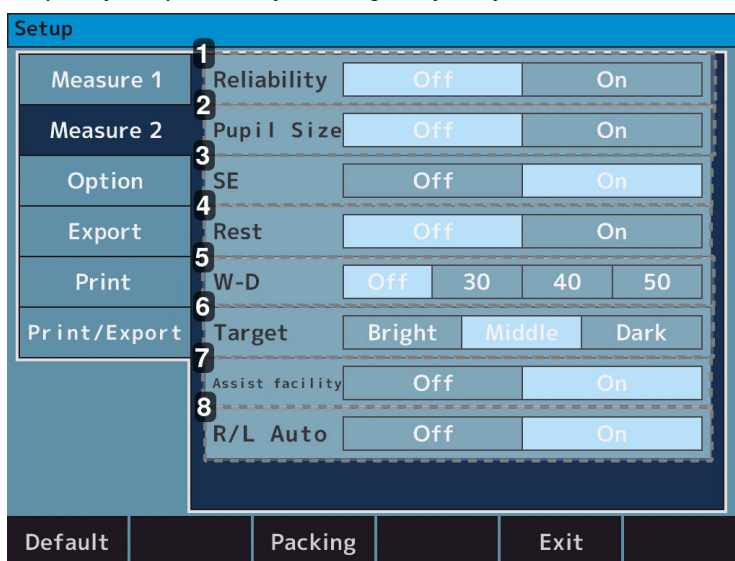 Setup
Measure 1
Measure 2
Option
Export
Print
Print/Export
1
Reliability Off On
2
Pupil Size Off On
3
SE Off On
4
Rest Off On
5
W-D Off 30 40 50
6
Target Bright Middle Dark
7
Assist facility Off On
8
R/L Auto Off On
Default Packing Exit